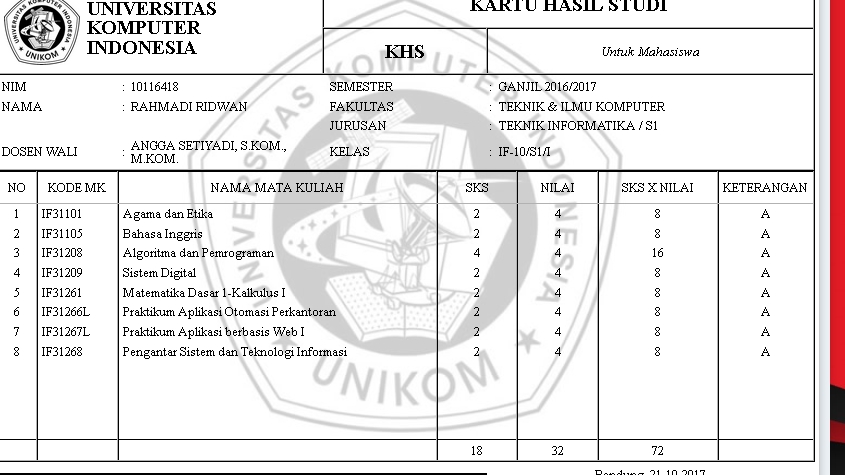 UNIVERSITAS
KOMPUTER
INDONESIA
UNIKOM
KARTU HASIL STUDI
KHS
Untuk Mahasiswa
NIM : 10116418 SEMESTER : GANJIL 2016/2017
NAMA : RAHMADI RIDWAN FAKULTAS : TEKNIK & ILMU KOMPUTER
JURUSAN : TEKNIK INFORMATIKA / S1
DOSEN WALI : ANGGA SETIYADI, S.KOM., M.KOM. KELAS : IF-10/S1/I
NO KODE MK NAMA MATA KULIAH SKS NILAI SKS X NILAI KETERANGAN
1 IF31101 Agama dan Etika 2 4 8 A
2 IF31105 Bahasa Inggris 2 4 8 A
3 IF31208 Algoritma dan Pemrograman 4 4 16 A
4 IF31209 Sistem Digital 2 4 8 A
5 IF31261 Matematika Dasar 1-Kalkulus I 2 4 8 A
6 IF31266L Praktikum Aplikasi Otomasi Perkantoran 2 4 8 A
7 IF31267L Praktikum Aplikasi berbasis Web I 2 4 8 A
8 IF31268 Pengantar Sistem dan Teknologi Informasi 2 4 8 A
18 32 72
Bandung, 21-10-2017
UNIVERSITAS KOMPUTER INDONESIA
UNIKOM